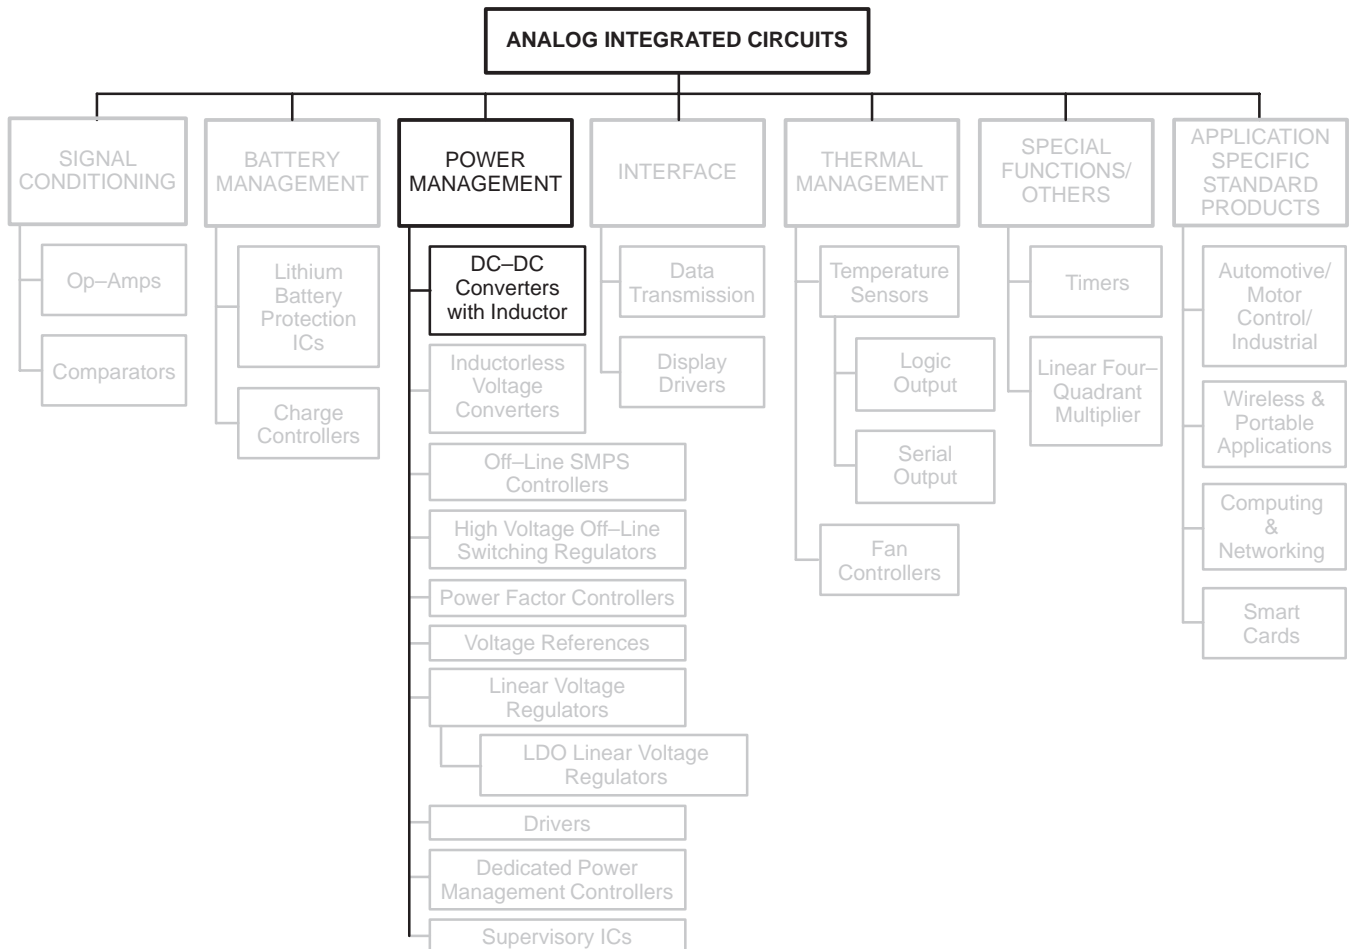 ANALOG INTEGRATED CIRCUITS
SIGNAL
CONDITIONING
BATTERY
MANAGEMENT
POWER
MANAGEMENT
INTERFACE
THERMAL
MANAGEMENT
SPECIAL
FUNCTIONS/
OTHERS
APPLICATION
SPECIFIC
STANDARD
PRODUCTS
Op–Amps
Comparators
Lithium
Battery
Protection
ICs
Charge
Controllers
DC–DC
Converters
with Inductor
Inductorless
Voltage
Converters
Off–Line SMPS
Controllers
High Voltage Off–Line
Switching Regulators
Power Factor Controllers
Voltage References
Linear Voltage
Regulators
LDO Linear Voltage
Regulators
Drivers
Dedicated Power
Management Controllers
Supervisory ICs
Data
Transmission
Display
Drivers
Temperature
Sensors
Logic
Output
Serial
Output
Fan
Controllers
Timers
Linear Four–
Quadrant
Multiplier
Automotive/
Motor
Control/
Industrial
Wireless &
Portable
Applications
Computing
&
Networking
Smart
Cards